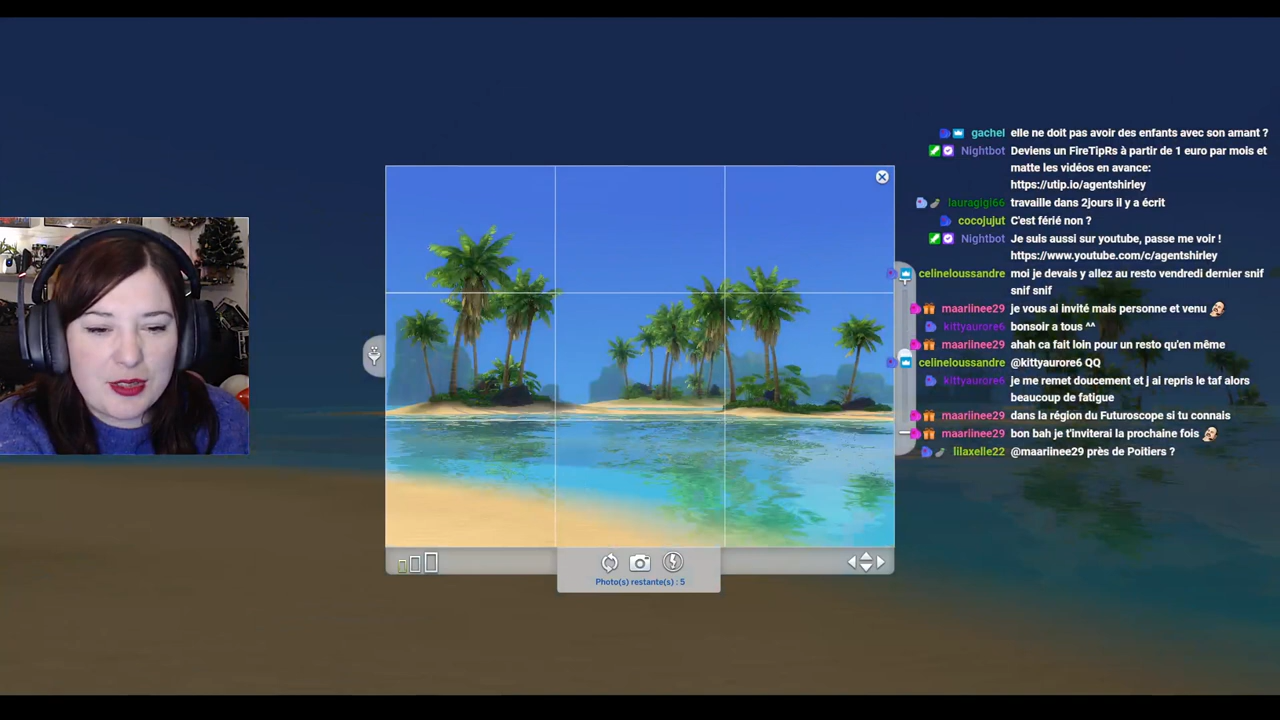 gachel elle ne doit pas avoir des enfants avec son amant ?
Nightbot Deviens un FireTipRs à partir de 1 euro par mois et
matte les vidéos en avance:
https://utip.io/agentshirley
lauragigi66 travaille dans 2jours il y a écrit
cocojujut C'est férié non ?
Nightbot Je suis aussi sur youtube, passe me voir !
https://www.youtube.com/c/agentshirley
celineloussandre moi je devais y allez au resto vendredi dernier snif
snif snif
maariinee29 je vous ai invité mais personne et venu
kittyaurore6 bonsoir a tous ^^
maariinee29 ahah ca fait loin pour un resto qu'en même
celineloussandre @kittyaurore6 QQ
kittyaurore6 je me remet doucement et j ai repris le taf alors
beaucoup de fatigue
maariinee29 dans la région du Futuroscope si tu connais
maariinee29 bon bah je t'inviterai la prochaine fois
lilaxelle22 @maariinee29 près de Poitiers ?
Photo(s) restante(s) : 5